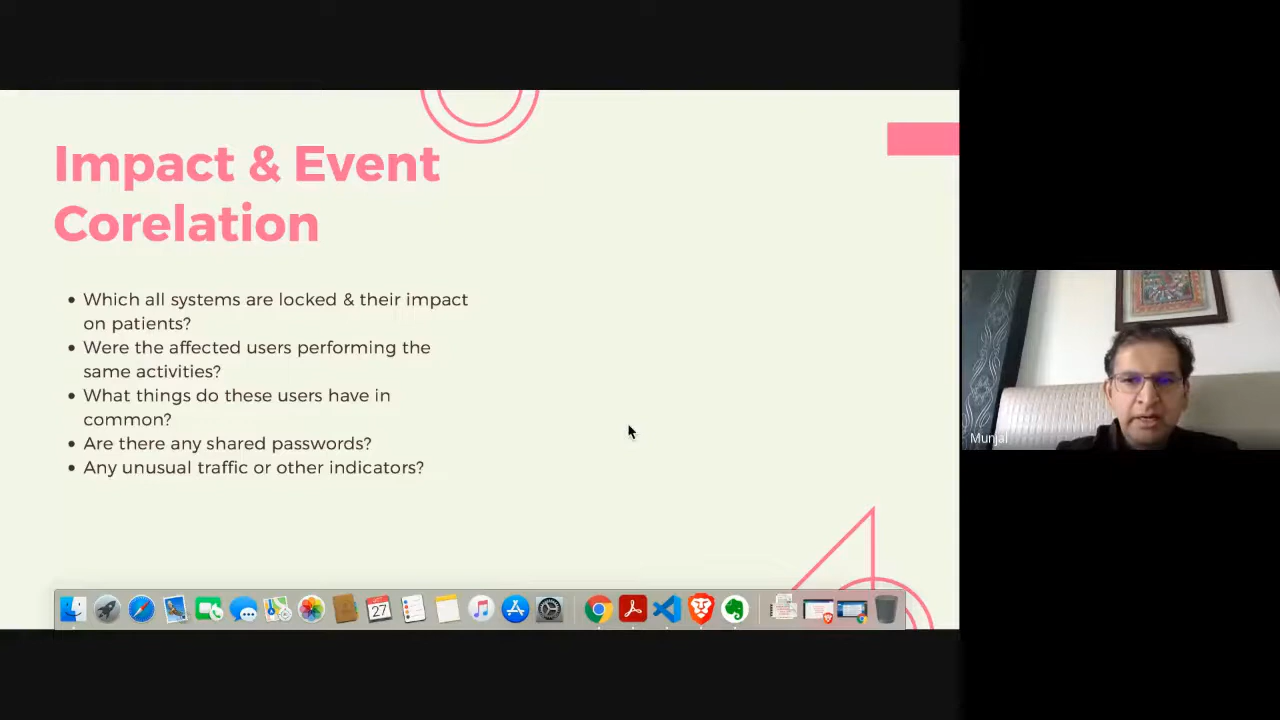 Impact & Event
Corelation
Which all systems are locked & their impact
on patients?
Were the affected users performing the
same activities?
What things do these users have in
common?
Are there any shared passwords?
Any unusual traffic or other indicators?
Munjal
27